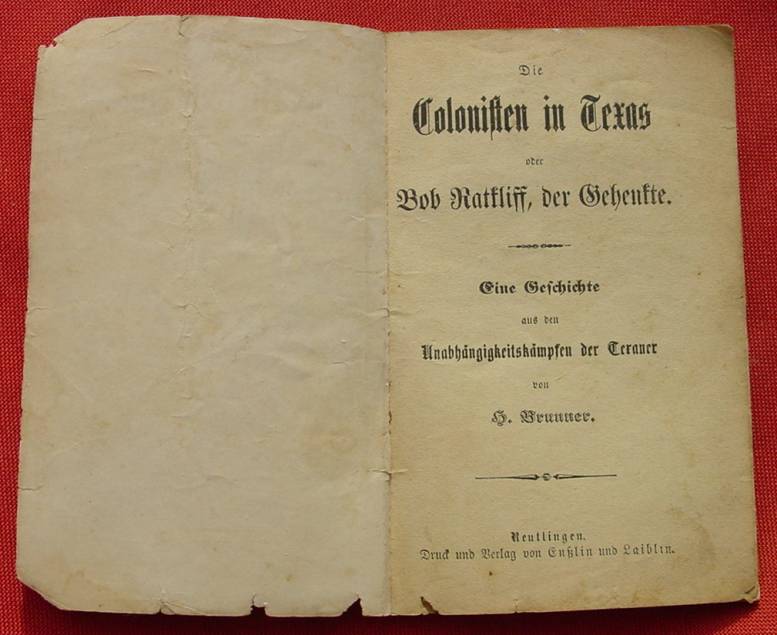 Die
Colonisten in Texas
oder
Bob Ratkliff, der Gehenkte.
Eine Geschichte
aus den
Unabhängigkeitskämpfen der Texaner
von
H. Brunner.
Reutlingen.
Druck und Verlag von Enßlin und Laiblin.